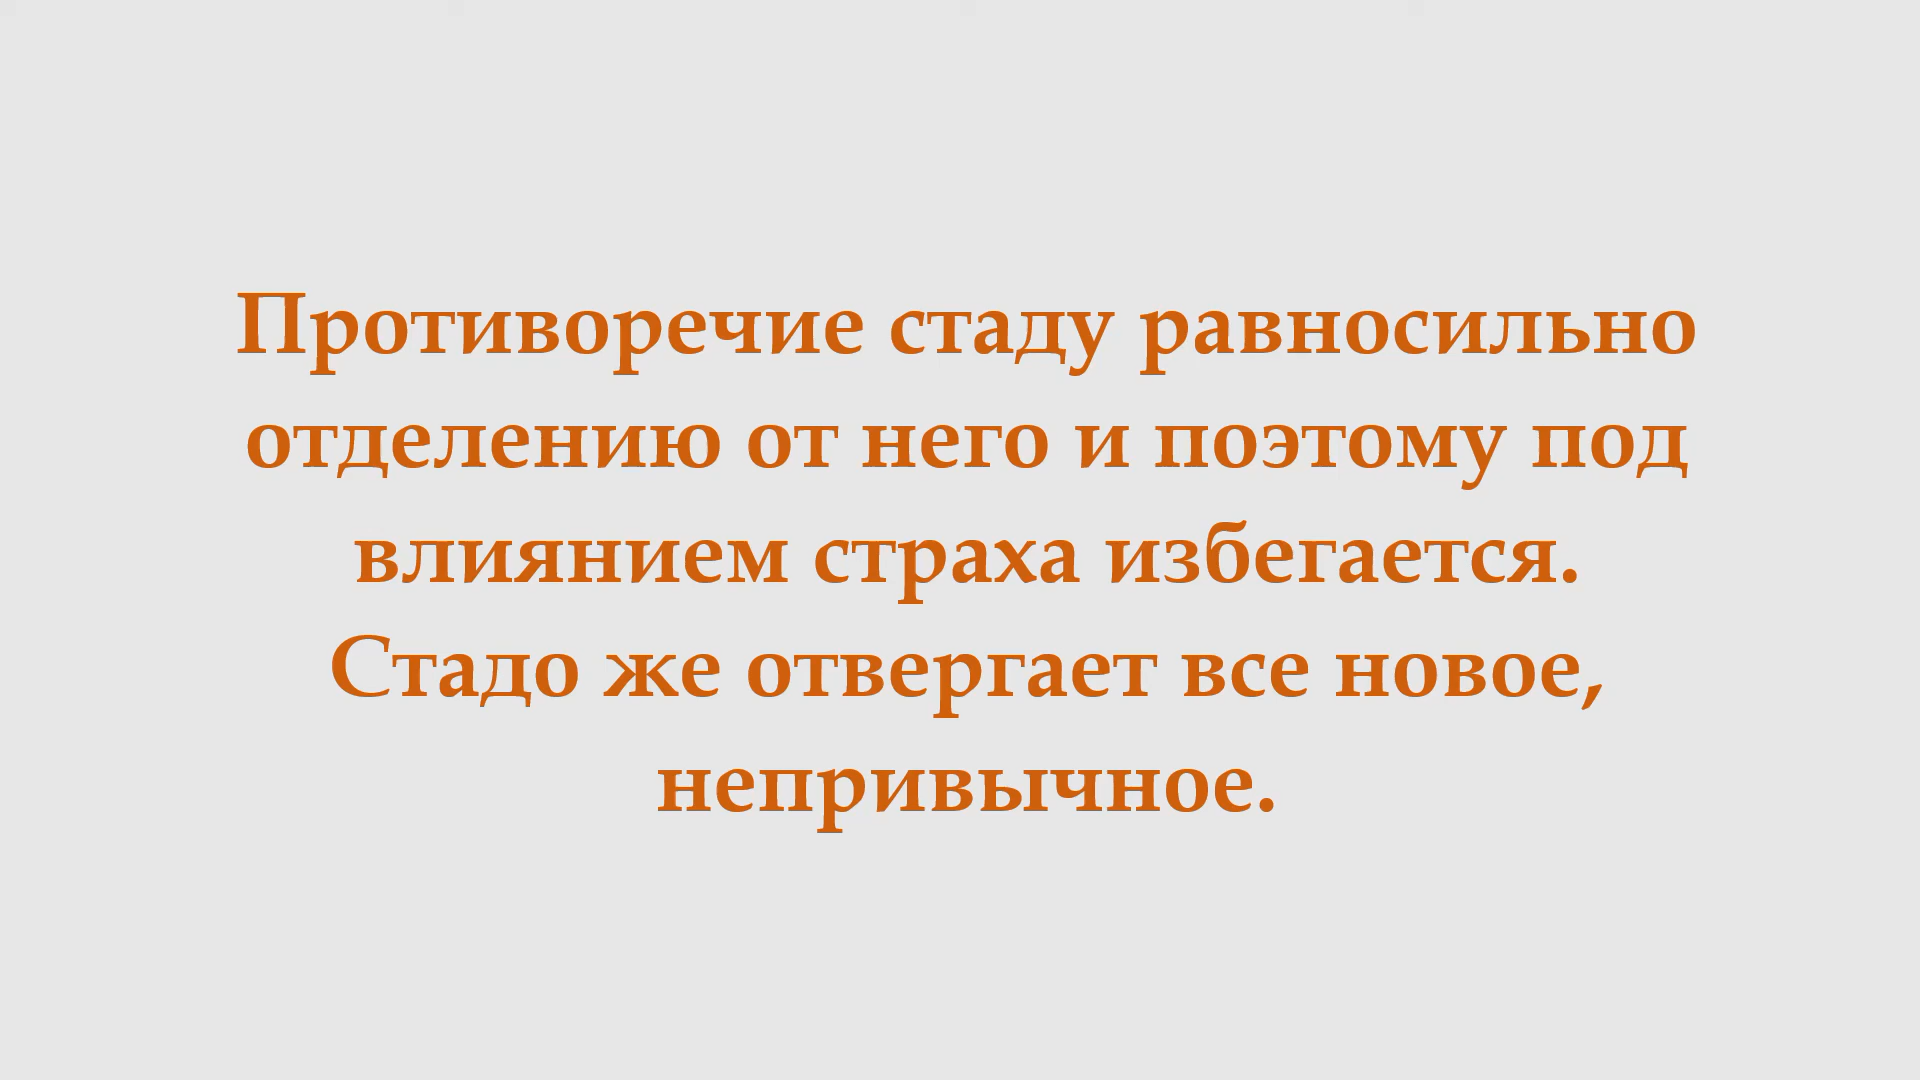 Противоречие стаду равносильно
отделению от него и поэтому под
влиянием страха избегается.
Стадо же отвергает все новое,
непривычное.